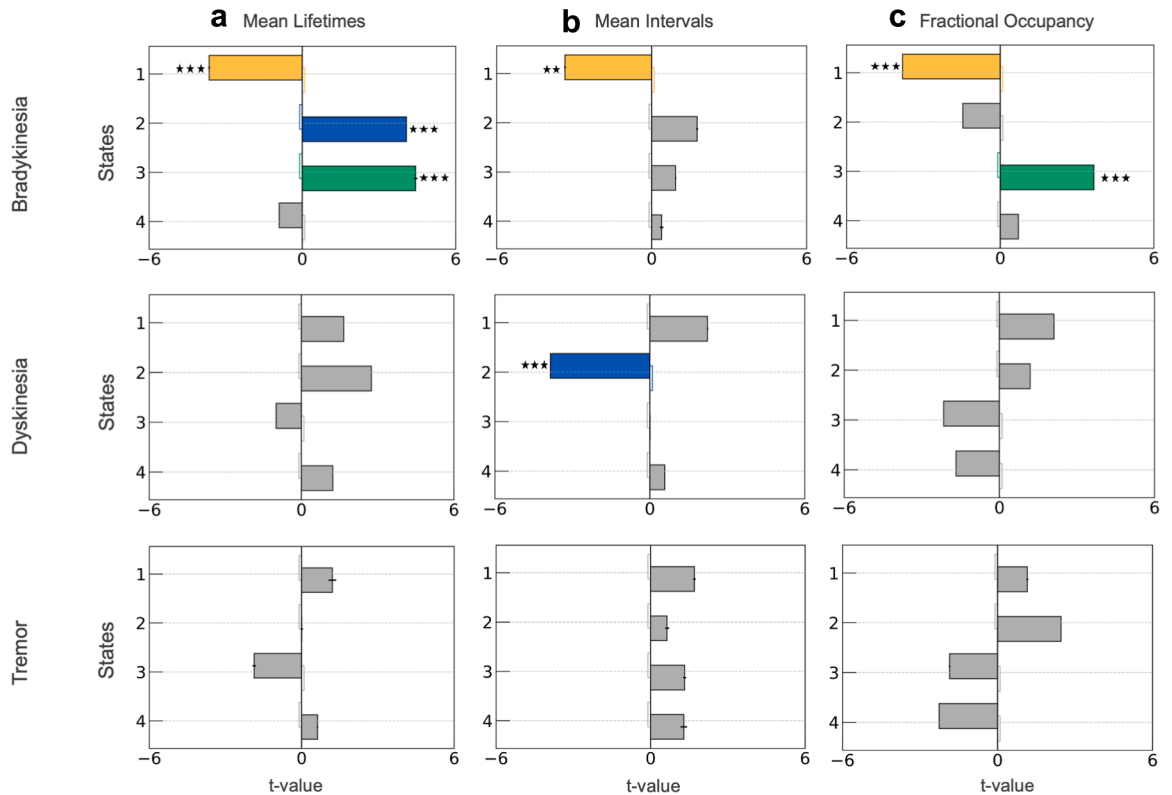 a Mean Lifetimes b Mean Intervals c Fractional Occupancy
Bradykinesia
States
1 ★★★
2 ★★★
3 ★★★
4
−6 0 6
States
1 ★★
2
3
4
−6 0 6
1 ★★★
2
3 ★★★
4
−6 0 6
Dyskinesia
States
1
2
3
4
−6 0 6
1
2 ★★★
3
4
−6 0 6
1
2
3
4
−6 0 6
Tremor
States
1
2
3
4
−6 0 6
t-value
1
2
3
4
−6 0 6
t-value
1
2
3
4
−6 0 6
t-value